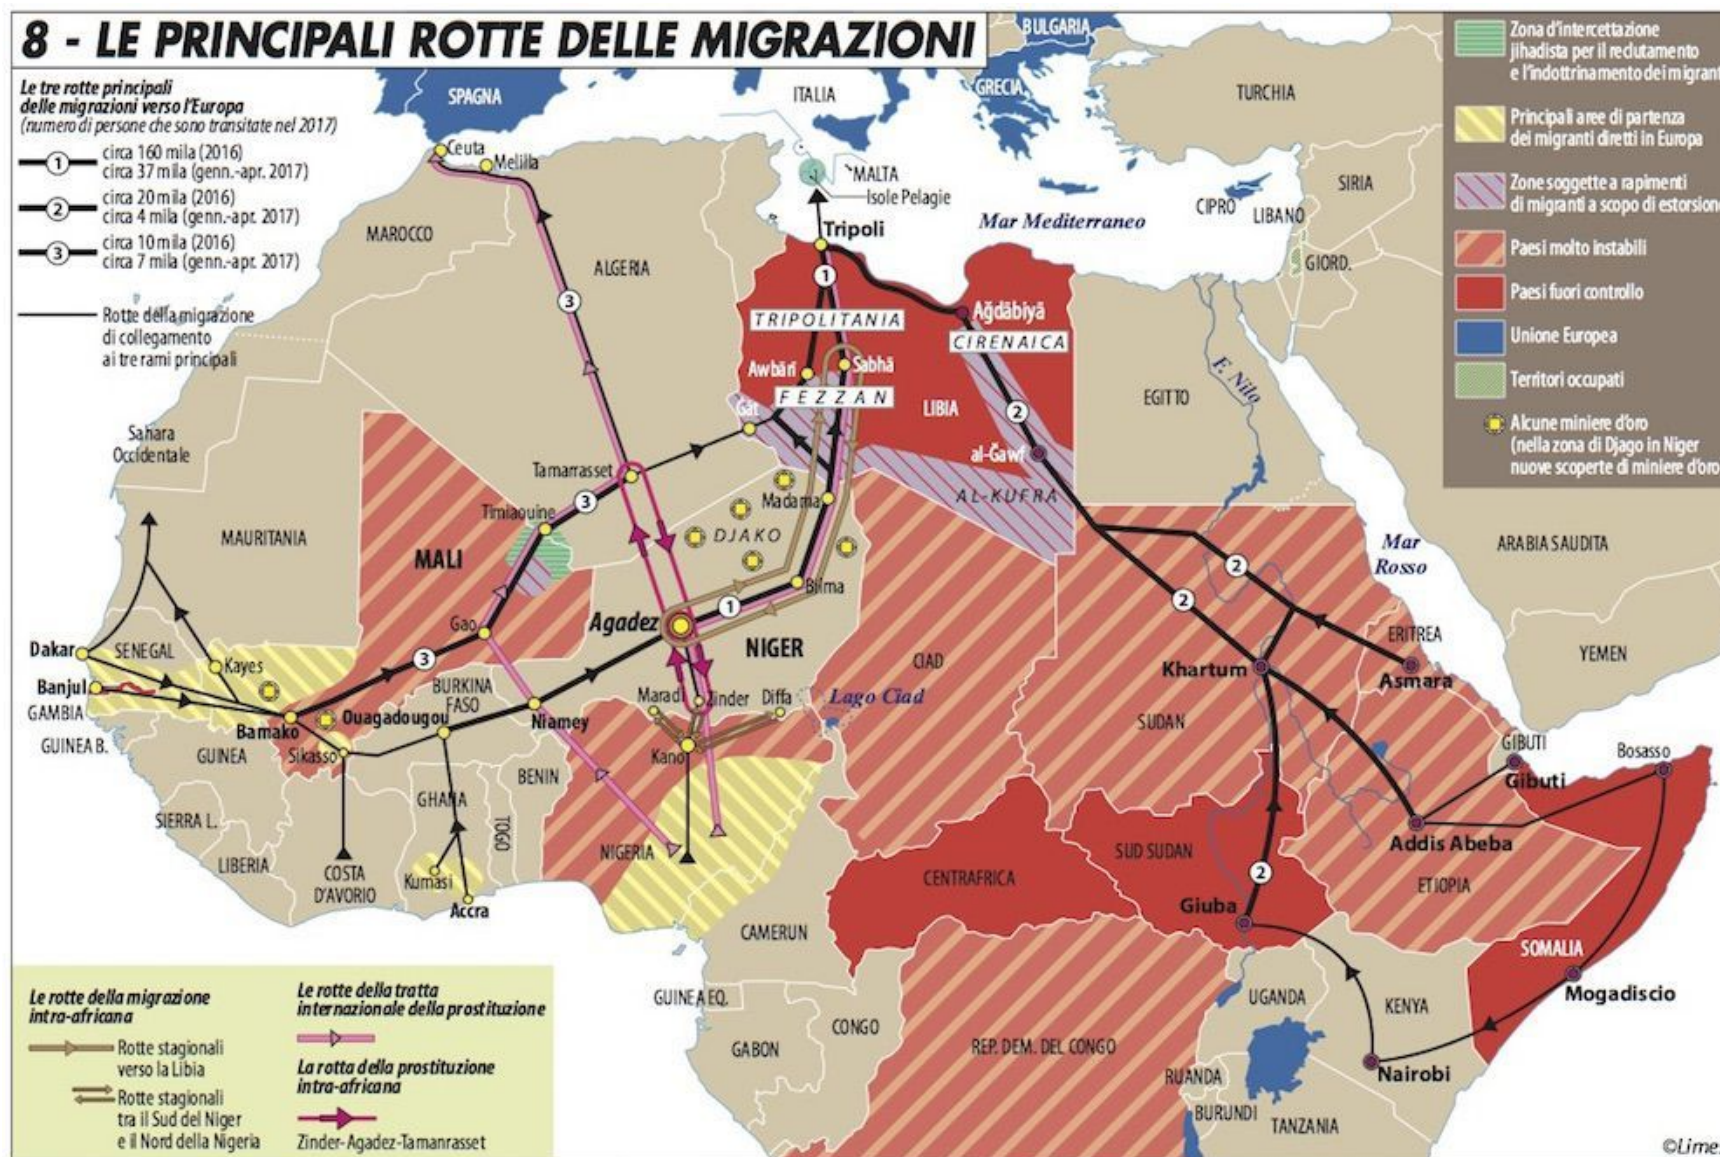 8 - LE PRINCIPALI ROTTE DELLE MIGRAZIONI
Le tre rotte principali
delle migrazioni verso l'Europa
(numero di persone che sono transitate nel 2017)
1
circa 160 mila (2016)
circa 37 mila (genn.-apr. 2017)
2
circa 20 mila (2016)
circa 4 mila (genn.-apr. 2017)
3
circa 10 mila (2016)
circa 7 mila (genn.-apr. 2017)
Rotte della migrazione
di collegamento
ai tre rami principali
Zona d'intercettazione
jihadista per il reclutamento
e l'indottrinamento dei migrant
Principali aree di partenza
dei migranti diretti in Europa
Zone soggette a rapimenti
di migranti a scopo di estorsione
Paesi molto instabili
Paesi fuori controllo
Unione Europea
Territori occupati
Alcune miniere d'oro
(nella zona di Djago in Niger
nuove scoperte di miniere d'oro
BULGARIA
SPAGNA
ITALIA
GRECIA
TURCHIA
Ceuta
Melilla
MALTA
Isole Pelagie
CIPRO
SIRIA
LIBANO
GIORD.
Mar Mediterraneo
MAROCCO
ALGERIA
Tripoli
1
3
TRIPOLITANIA
Ağdābiyā
CIRENAICA
Awbārī
Sabhā
FEZZAN
Gāt
LIBIA
2
EGITTO
F. Nilo
al-Ğawf
AL-KUFRA
Sahara
Occidentale
Tamarrasset
3
Timiaouine
Madama
DJAKO
MAURITANIA
MALI
Mar
Rosso
ARABIA SAUDITA
Bilma
1
2
2
Agadez
Gao
NIGER
CIAD
ERITREA
YEMEN
Dakar
SENEGAL
Kayes
3
Khartum
Asmara
Banjul
GAMBIA
BURKINA
FASO
Maradi
Zinder
Diffa
Lago Ciad
SUDAN
Bamako
Ouagadougou
Niamey
GUINEA B.
GUINEA
Sikasso
Kano
BENIN
GIBUTI
Gibuti
Bosasso
GHANA
TOGO
SIERRA L.
LIBERIA
COSTA
D'AVORIO
Kumasi
Accra
NIGERIA
CENTRAFRICA
SUD SUDAN
2
Addis Abeba
ETIOPIA
Giuba
CAMERUN
SOMALIA
GUINEA EQ.
UGANDA
KENYA
Mogadiscio
CONGO
GABON
REP. DEM. DEL CONGO
RUANDA
BURUNDI
Nairobi
TANZANIA
Le rotte della migrazione
intra-africana
Rotte stagionali
verso la Libia
Rotte stagionali
tra il Sud del Niger
e il Nord della Nigeria
Le rotte della tratta
internazionale della prostituzione
La rotta della prostituzione
intra-africana
Zinder-Agadez-Tamanrasset
©Limes